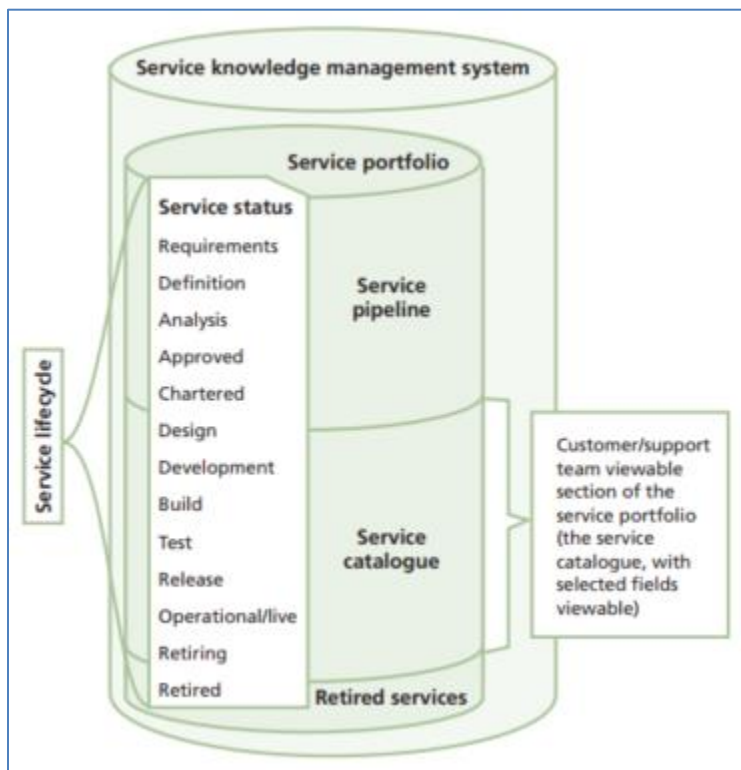 Service knowledge management system
Service portfolio
Service status
Requirements
Definition
Analysis
Approved
Chartered
Design
Development
Build
Test
Release
Operational/live
Retiring
Retired
Service
pipeline
Service
catalogue
Retired services
Service lifecycle
Customer/support
team viewable
section of the
service portfolio
(the service
catalogue, with
selected fields
viewable)